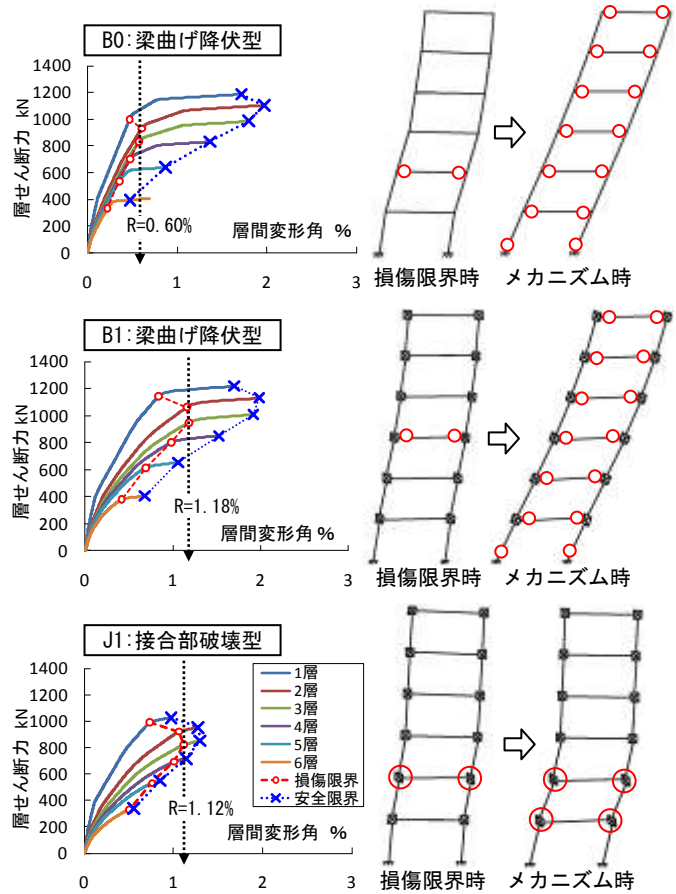 B0：梁曲げ降伏型
層せん断力 kN
1400
1200
1000
800
600
400
200
0
R=0.60%
層間変形角 %
0 1 2 3
損傷限界時 メカニズム時
B1：梁曲げ降伏型
層せん断力 kN
1400
1200
1000
800
600
400
200
0
R=1.18%
層間変形角 %
0 1 2 3
損傷限界時 メカニズム時
J1：接合部破壊型
層せん断力 kN
1400
1200
1000
800
600
400
200
0
1層
2層
3層
4層
5層
6層
損傷限界
安全限界
R=1.12%
層間変形角 %
0 1 2 3
損傷限界時 メカニズム時